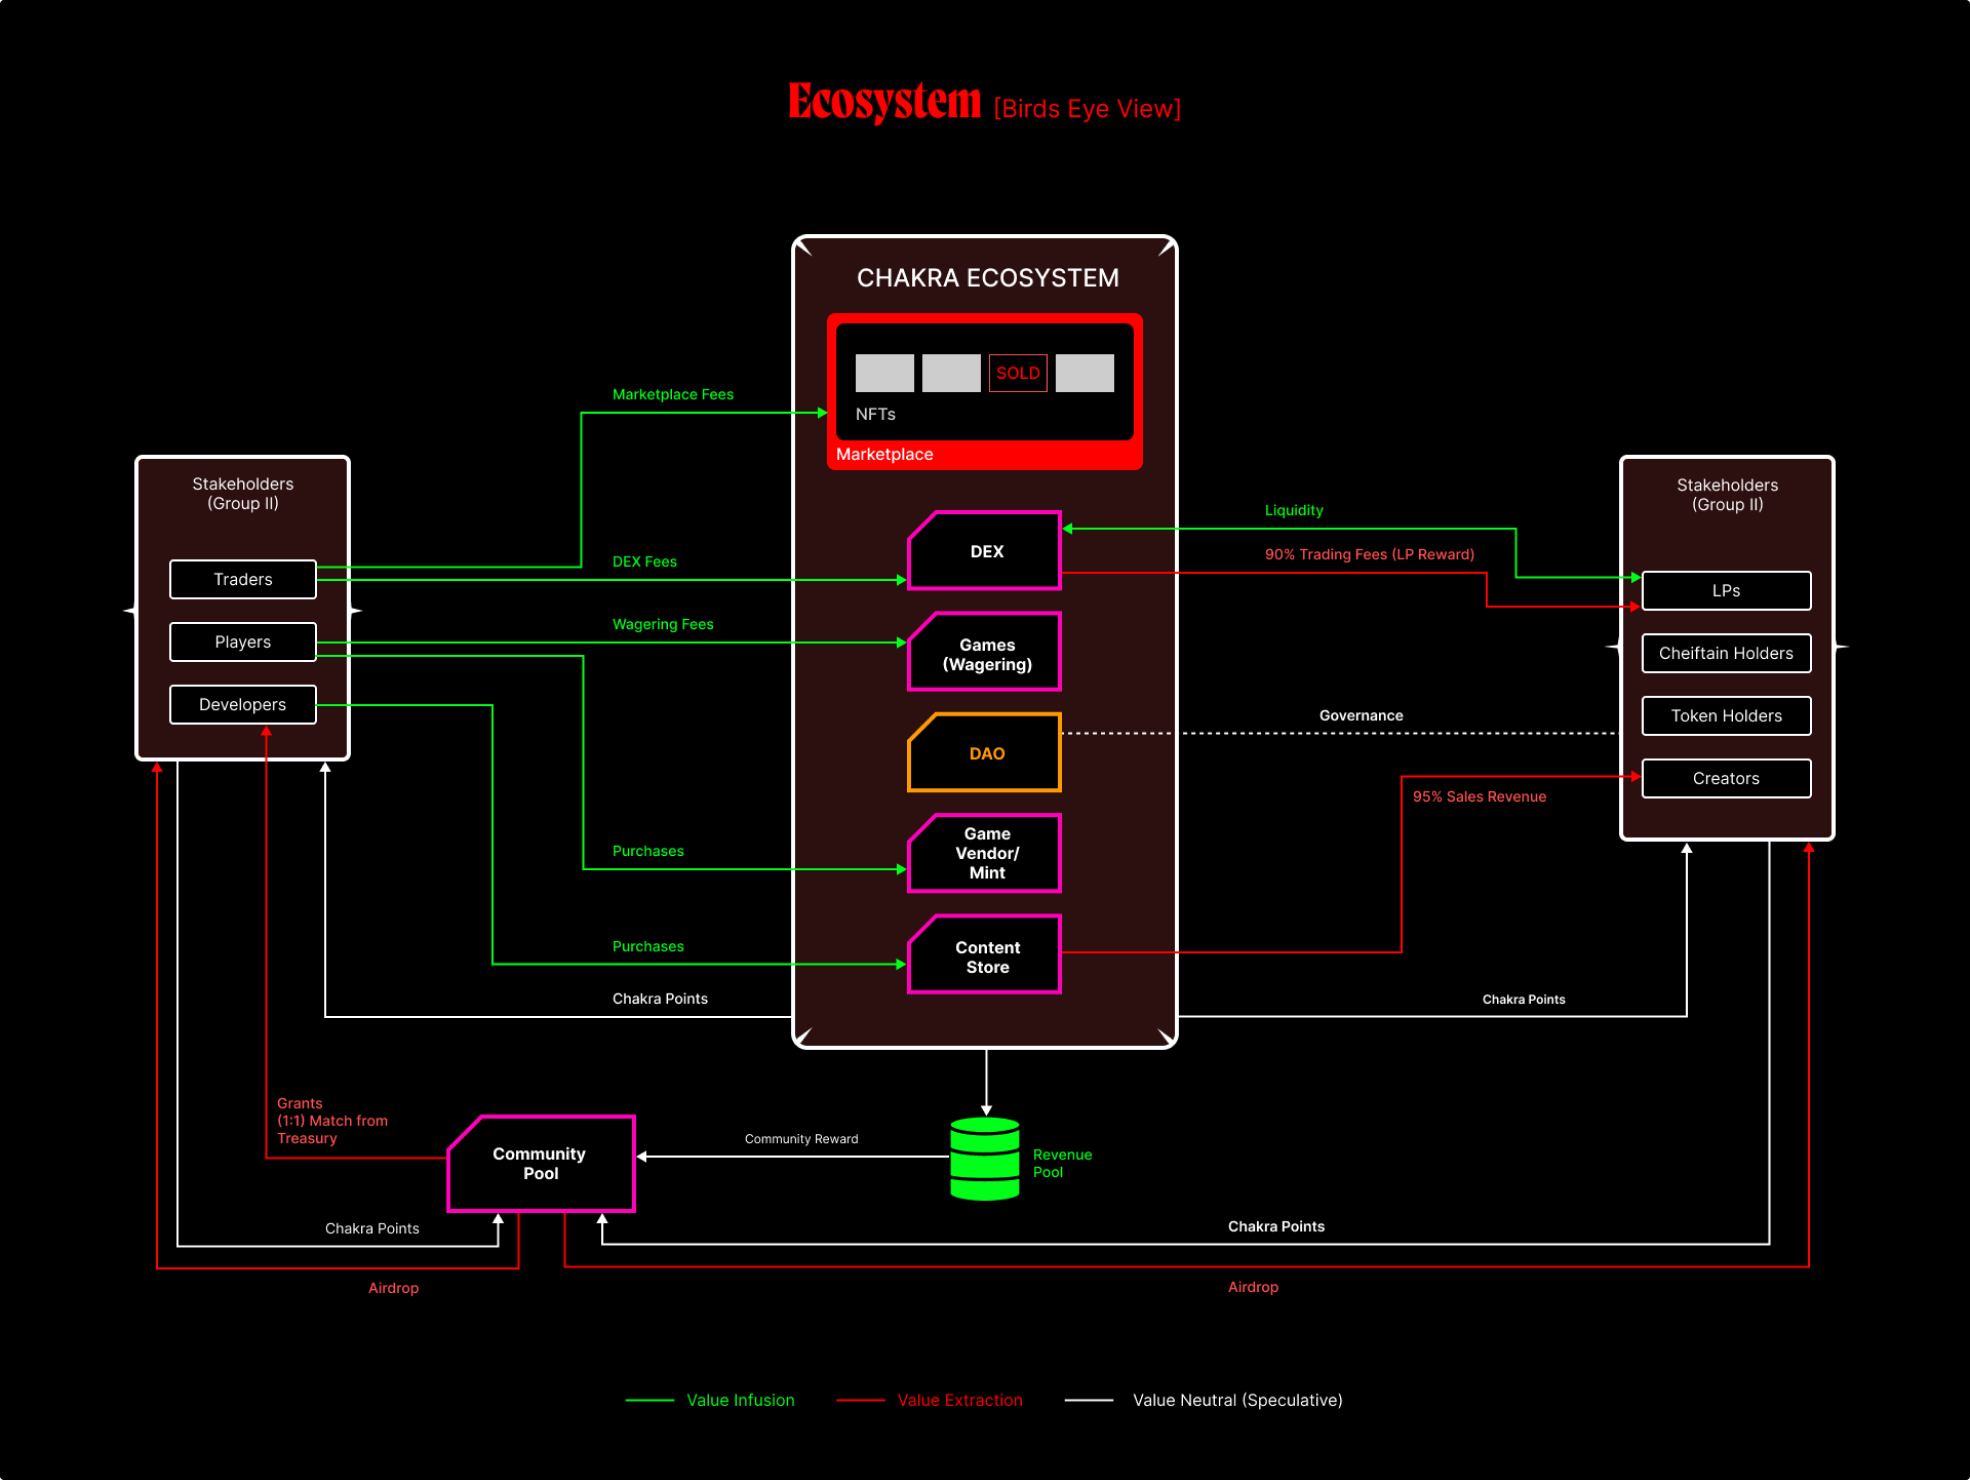 Ecosystem [Birds Eye View]
CHAKRA ECOSYSTEM
SOLD
NFTs
Marketplace
Marketplace Fees
Stakeholders
(Group II)
Traders
Players
Developers
DEX Fees
Wagering Fees
Purchases
Purchases
Chakra Points
DEX
Games
(Wagering)
DAO
Game
Vendor/
Mint
Content
Store
Liquidity
90% Trading Fees (LP Reward)
Governance
95% Sales Revenue
Chakra Points
Stakeholders
(Group II)
LPs
Cheiftain Holders
Token Holders
Creators
Grants
(1:1) Match from
Treasury
Community
Pool
Community Reward
Revenue
Pool
Chakra Points
Airdrop
Chakra Points
Airdrop
Value Infusion
Value Extraction
Value Neutral (Speculative)